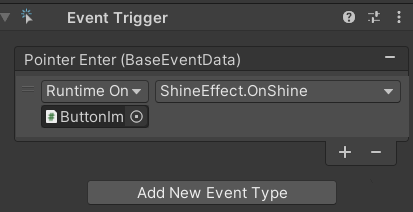 Event Trigger
Pointer Enter (BaseEventData)
Runtime On ShineEffect.OnShine
ButtonIm
Add New Event Type